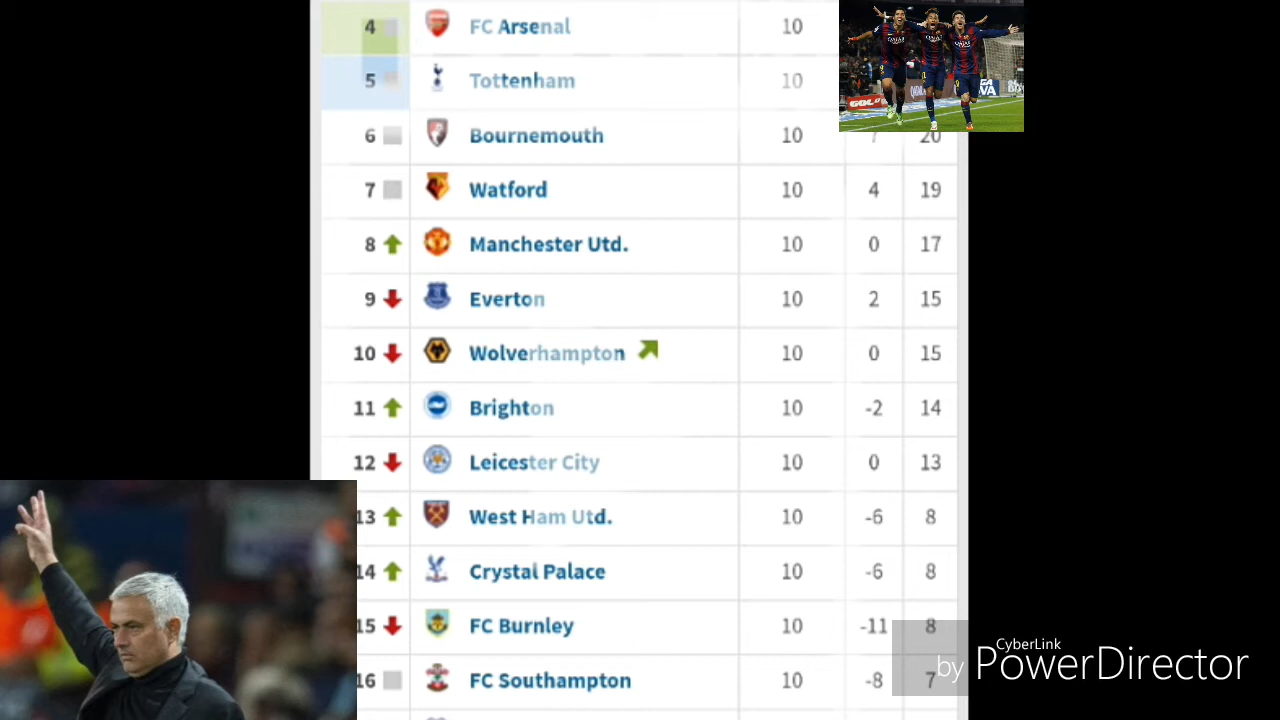 4 FC Arsenal 10
5 Tottenham 10
6 Bournemouth 10 7 20
7 Watford 10 4 19
8 Manchester Utd. 10 0 17
9 Everton 10 2 15
10 Wolverhampton 10 0 15
11 Brighton 10 -2 14
12 Leicester City 10 0 13
13 West Ham Utd. 10 -6 8
14 Crystal Palace 10 -6 8
15 FC Burnley 10 -11 8
16 FC Southampton 10 -8 7
by CyberLink PowerDirector